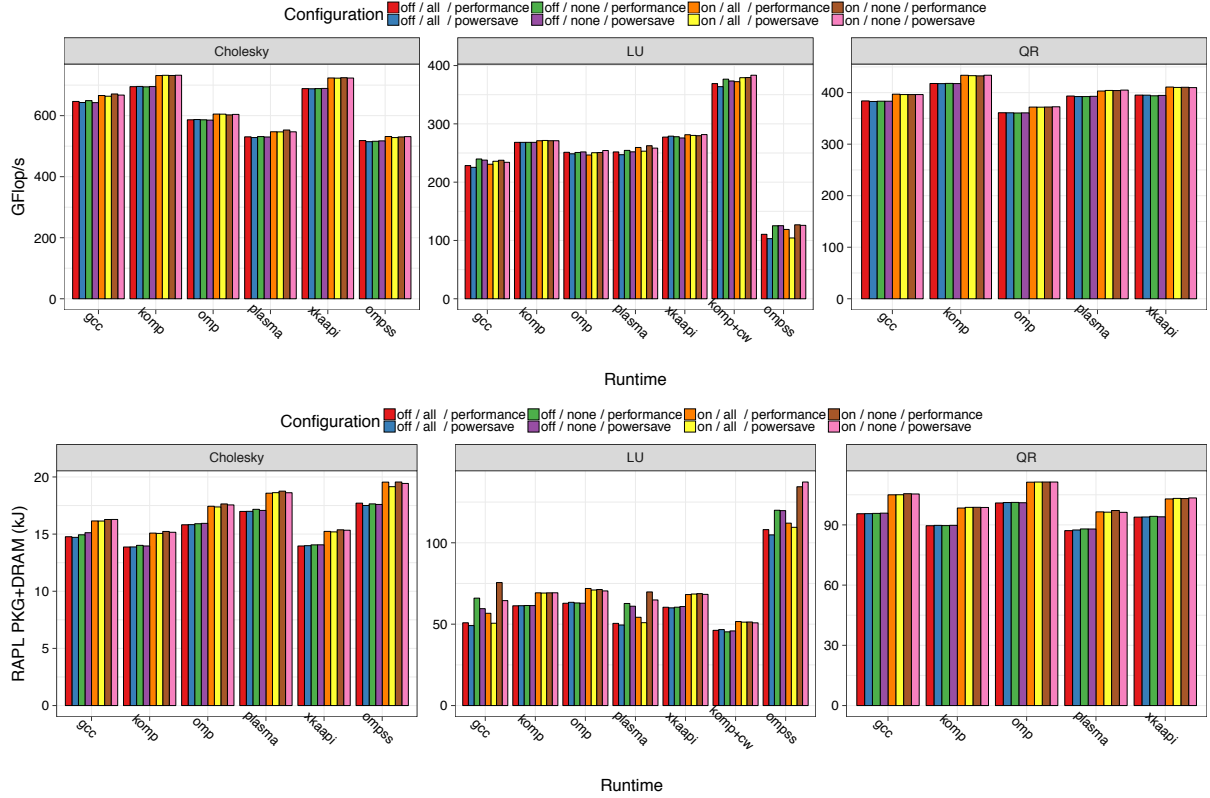 Configuration
off / all / performance off / none / performance on / all / performance on / none / performance
off / all / powersave off / none / powersave on / all / powersave on / none / powersave
Cholesky LU QR
GFlop/s
600
400
200
0
400
300
200
100
0
400
300
200
100
0
gcc komp omp plasma xkaapi ompss
gcc komp omp plasma xkaapi komp+cw ompss
gcc komp omp plasma xkaapi
Runtime
Configuration
off / all / performance off / none / performance on / all / performance on / none / performance
off / all / powersave off / none / powersave on / all / powersave on / none / powersave
Cholesky LU QR
RAPL PKG+DRAM (kJ)
20
15
10
5
0
100
50
0
90
60
30
0
gcc komp omp plasma xkaapi ompss
gcc komp omp plasma xkaapi komp+cw ompss
gcc komp omp plasma xkaapi
Runtime